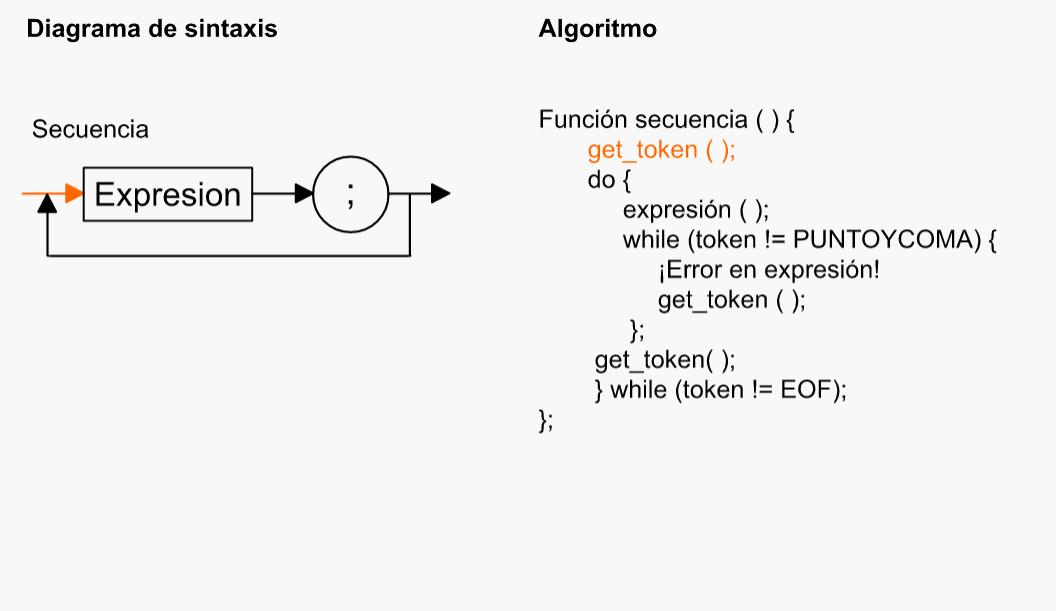 Diagrama de sintaxis
Secuencia
Expresion
;
Algoritmo
Función secuencia ( ) {
get_token ( );
do {
expresión ( );
while (token != PUNTOYCOMA) {
¡Error en expresión!
get_token ( );
};
get_token( );
} while (token != EOF);
};